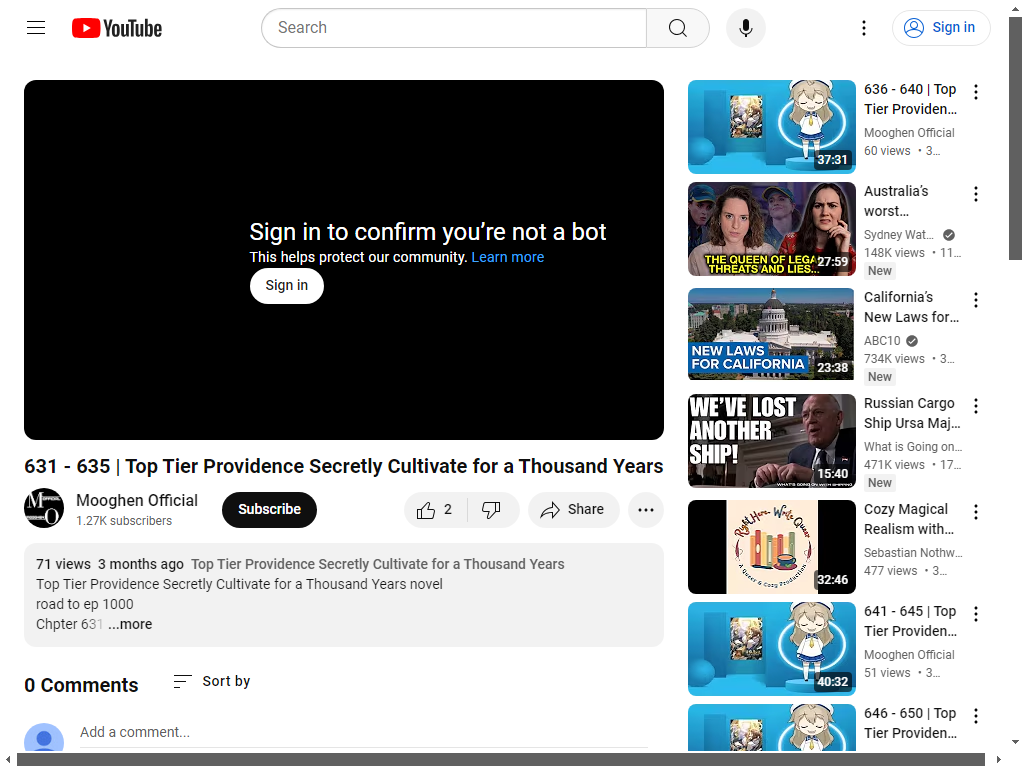 YouTube
Search
Sign in
Sign in to confirm you’re not a bot
This helps protect our community. Learn more
Sign in
631 - 635 | Top Tier Providence Secretly Cultivate for a Thousand Years
Mooghen Official
1.27K subscribers
Subscribe
2
Share
71 views 3 months ago Top Tier Providence Secretly Cultivate for a Thousand Years
Top Tier Providence Secretly Cultivate for a Thousand Years novel
road to ep 1000
Chpter 631 ...more
0 Comments
Sort by
Add a comment...
37:31
636 - 640 | Top
Tier Providen...
Mooghen Official
60 views • 3...
THE QUEEN OF LEGA
THREATS AND LIES...
27:59
Australia’s
worst...
Sydney Wat...
148K views • 11...
New
NEW LAWS
FOR CALIFORNIA
23:38
California’s
New Laws for...
ABC10
734K views • 3...
New
WE'VE LOST
ANOTHER
SHIP!
15:40
WHAT'S GOING ON WITH SHIPPING
Russian Cargo
Ship Ursa Maj...
What is Going on...
471K views • 17...
New
Right Here, Write Queer
A Queer & Cozy Production
32:46
Cozy Magical
Realism with...
Sebastian Nothw...
477 views • 3...
40:32
641 - 645 | Top
Tier Providen...
Mooghen Official
51 views • 3...
646 - 650 | Top
Tier Providen...